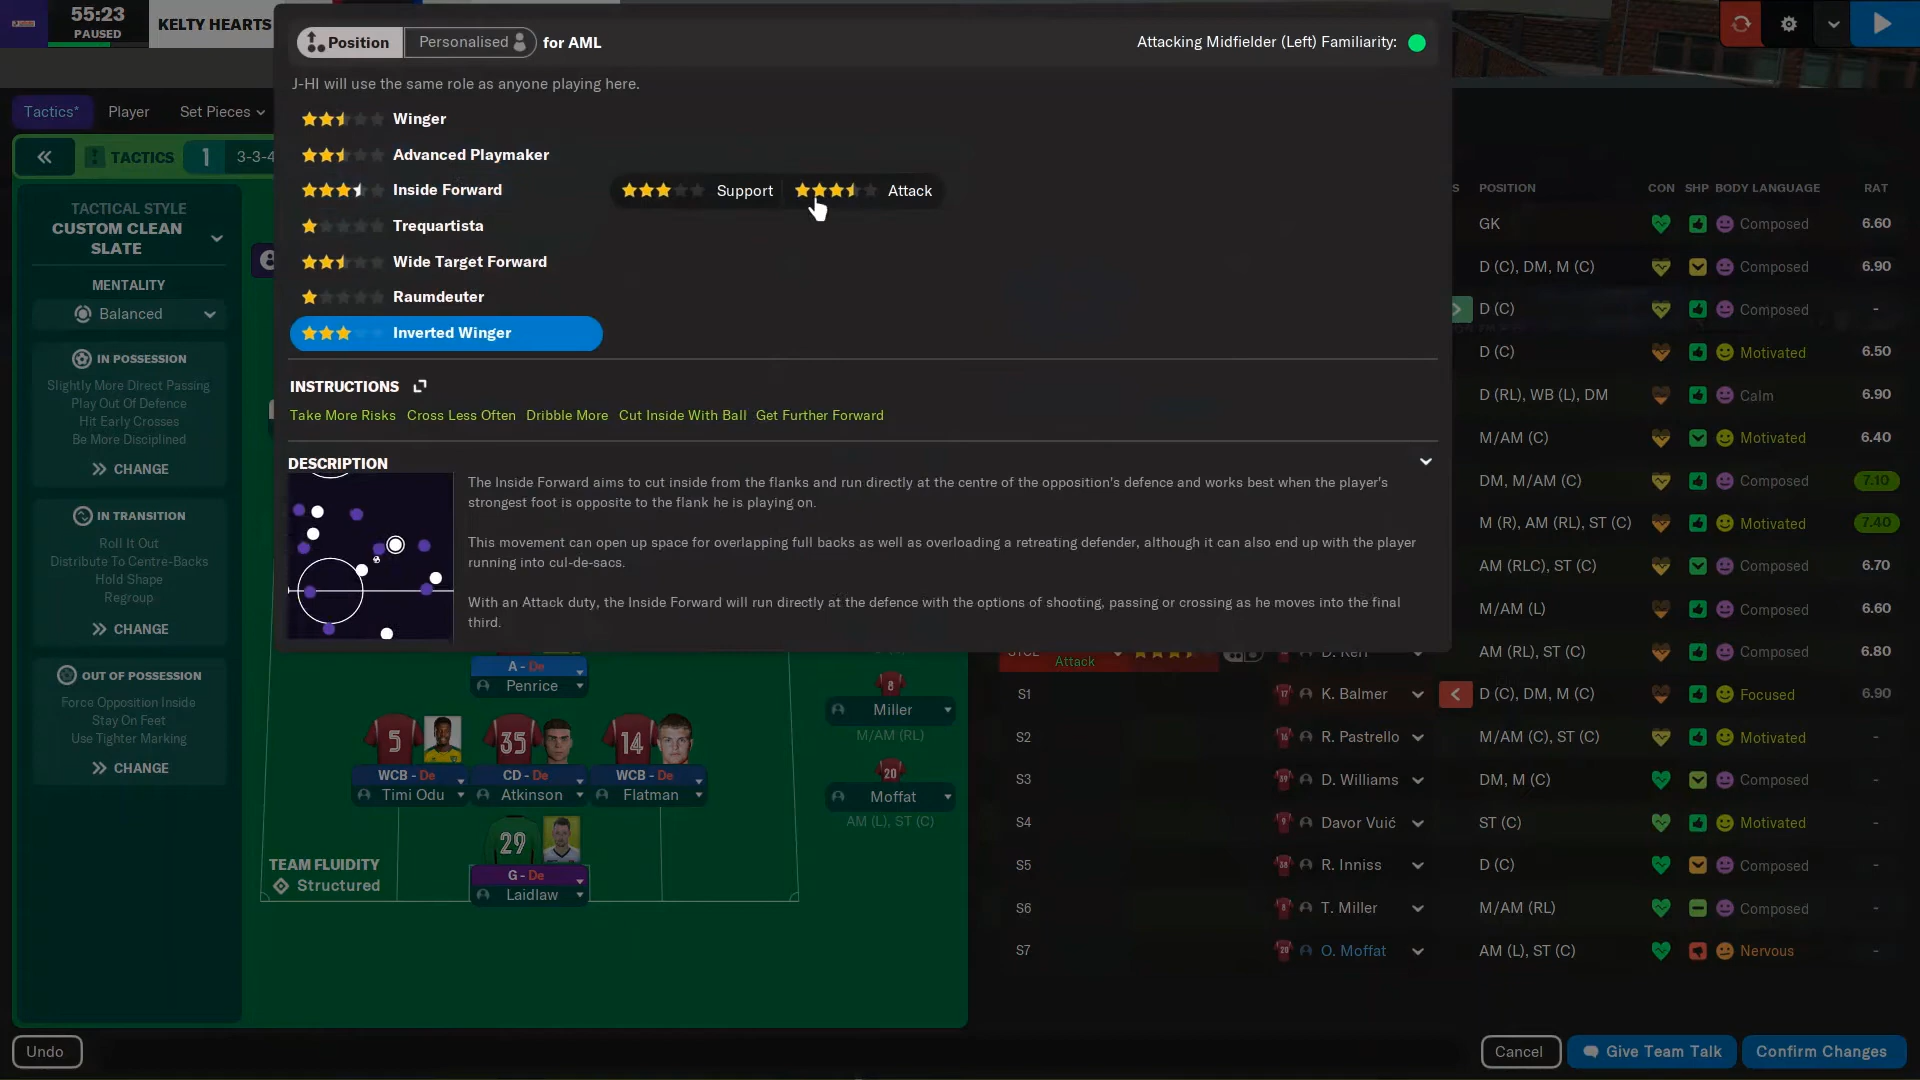 55:23
PAUSED
KELTY HEARTS
Position
Personalised
for AML
Attacking Midfielder (Left) Familiarity:
J-HI will use the same role as anyone playing here.
Winger
Advanced Playmaker
Inside Forward
Support
Attack
Trequartista
Wide Target Forward
Raumdeuter
Inverted Winger
INSTRUCTIONS
Take More Risks Cross Less Often Dribble More Cut Inside With Ball Get Further Forward
DESCRIPTION
The Inside Forward aims to cut inside from the flanks and run directly at the centre of the opposition's defence and works best when the player's
strongest foot is opposite to the flank he is playing on.
This movement can open up space for overlapping full backs as well as overloading a retreating defender, although it can also end up with the player
running into cul-de-sacs.
With an Attack duty, the Inside Forward will run directly at the defence with the options of shooting, passing or crossing as he moves into the final
third.
Tactics*
Player
Set Pieces
TACTICS
1
3-3-4
TACTICAL STYLE
CUSTOM CLEAN
SLATE
MENTALITY
Balanced
IN POSSESSION
Slightly More Direct Passing
Play Out Of Defence
Hit Early Crosses
Be More Disciplined
CHANGE
IN TRANSITION
Roll It Out
Distribute To Centre-Backs
Hold Shape
Regroup
CHANGE
OUT OF POSSESSION
Force Opposition Inside
Stay On Feet
Use Tighter Marking
CHANGE
A - De
Penrice
5
35
14
WCB - De
CD - De
WCB - De
Timi Odu
Atkinson
Flatman
29
G - De
Laidlaw
TEAM FLUIDITY
Structured
8
Miller
M/AM (RL)
20
Moffat
AM (L), ST (C)
POSITION
CON
SHP
BODY LANGUAGE
RAT
GK Composed 6.60
D (C), DM, M (C) Composed 6.90
D (C) Composed -
D (C) Motivated 6.50
D (RL), WB (L), DM Calm 6.90
M/AM (C) Motivated 6.40
DM, M/AM (C) Composed 7.10
M (R), AM (RL), ST (C) Motivated 7.40
AM (RLC), ST (C) Composed 6.70
M/AM (L) Composed 6.60
Attack
AM (RL), ST (C) Composed 6.80
S1 17 K. Balmer D (C), DM, M (C) Focused 6.90
S2 16 R. Pastrello M/AM (C), ST (C) Motivated -
S3 D. Williams DM, M (C) Composed -
S4 9 Davor Vuić ST (C) Motivated -
S5 R. Inniss D (C) Composed -
S6 8 T. Miller M/AM (RL) Composed -
S7 20 O. Moffat AM (L), ST (C) Nervous -
Undo
Cancel
Give Team Talk
Confirm Changes